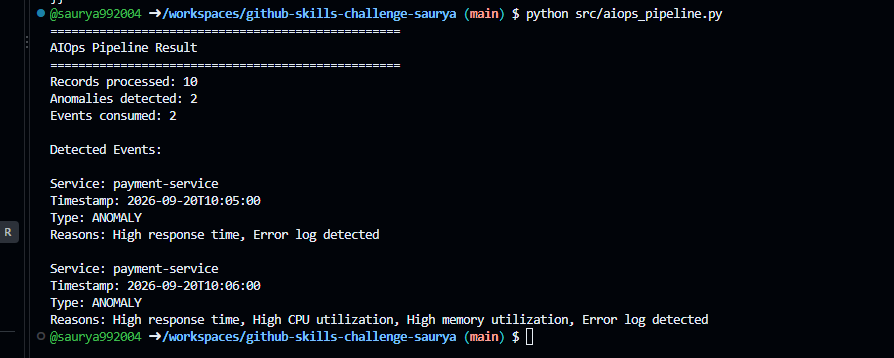 @saurya992004 ➜/workspaces/github-skills-challenge-saurya (main) $ python src/aiops_pipeline.py
==================================================
AIOps Pipeline Result
==================================================
Records processed: 10
Anomalies detected: 2
Events consumed: 2
Detected Events:
Service: payment-service
Timestamp: 2026-09-20T10:05:00
Type: ANOMALY
Reasons: High response time, Error log detected
R
Service: payment-service
Timestamp: 2026-09-20T10:06:00
Type: ANOMALY
Reasons: High response time, High CPU utilization, High memory utilization, Error log detected
@saurya992004 ➜/workspaces/github-skills-challenge-saurya (main) $